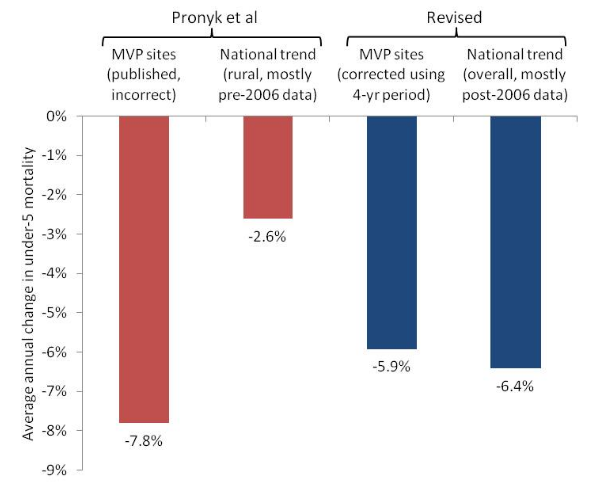 Pronyk et al
Revised
MVP sites
(published,
incorrect)
National trend
(rural, mostly
pre-2006 data)
MVP sites
(corrected using
4-yr period)
National trend
(overall, mostly
post-2006 data)
Average annual change in under-5 mortality
0%
-1%
-2%
-3%
-4%
-5%
-6%
-7%
-8%
-9%
-7.8%
-2.6%
-5.9%
-6.4%